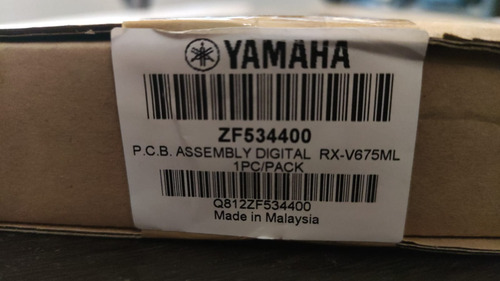 YAMAHA
ZF534400
P.C.B. ASSEMBLY DIGITAL RX-V675ML
1PC/PACK
Q812ZF534400
Made in Malaysia